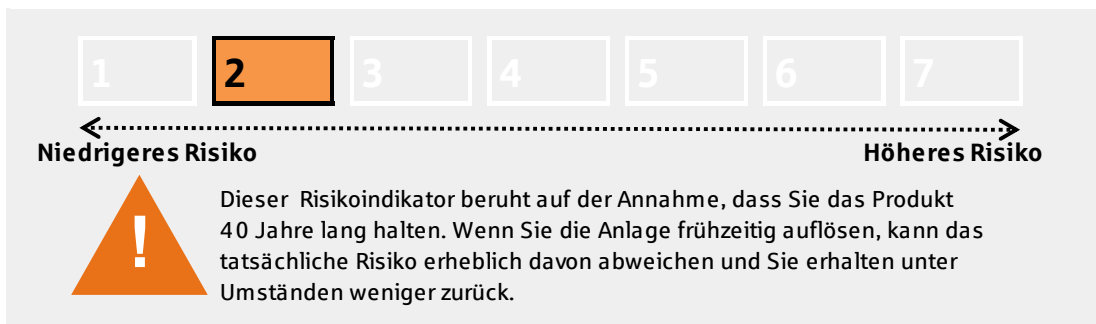 1 2 3 4 5 6 7
Niedrigeres Risiko Höheres Risiko
!
Dieser Risikoindikator beruht auf der Annahme, dass Sie das Produkt
40 Jahre lang halten. Wenn Sie die Anlage frühzeitig auflösen, kann das
tatsächliche Risiko erheblich davon abweichen und Sie erhalten unter
Umständen weniger zurück.